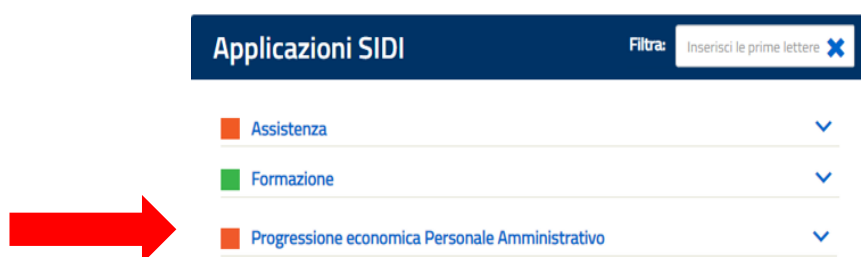 Applicazioni SIDI Filtra: Inserisci le prime lettere
Assistenza
Formazione
Progressione economica Personale Amministrativo